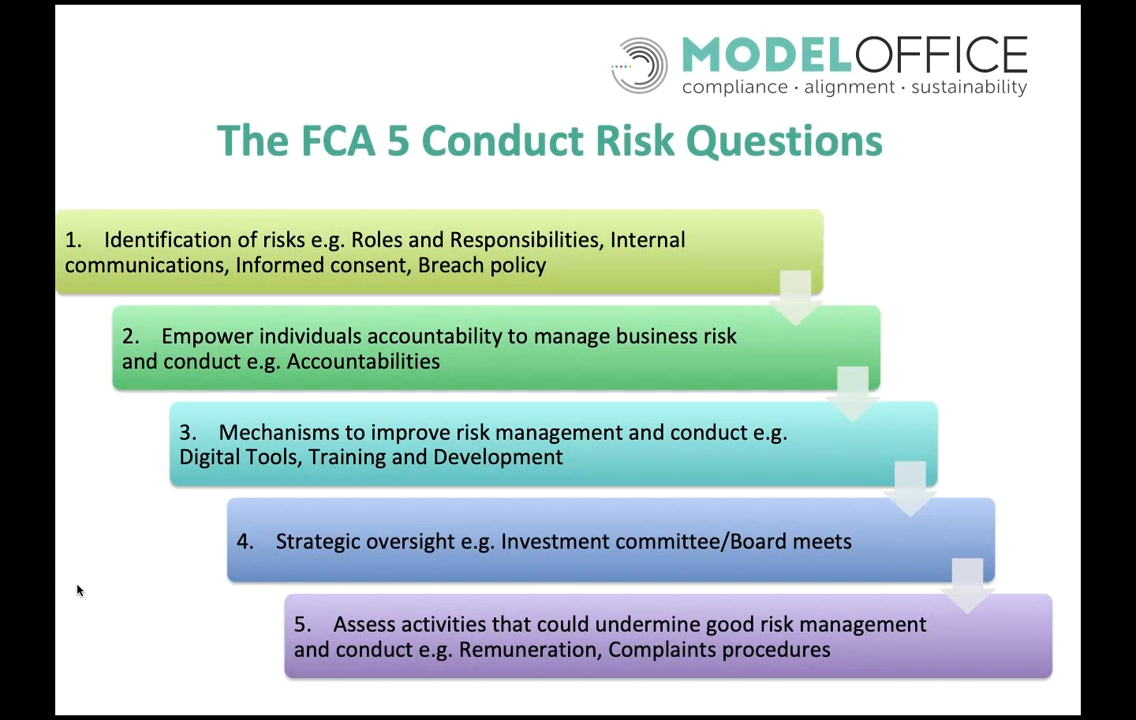 MODELOFFICE
compliance · alignment · sustainability
The FCA 5 Conduct Risk Questions
1. Identification of risks e.g. Roles and Responsibilities, Internal
communications, Informed consent, Breach policy
2. Empower individuals accountability to manage business risk
and conduct e.g. Accountabilities
3. Mechanisms to improve risk management and conduct e.g.
Digital Tools, Training and Development
4. Strategic oversight e.g. Investment committee/Board meets
5. Assess activities that could undermine good risk management
and conduct e.g. Remuneration, Complaints procedures